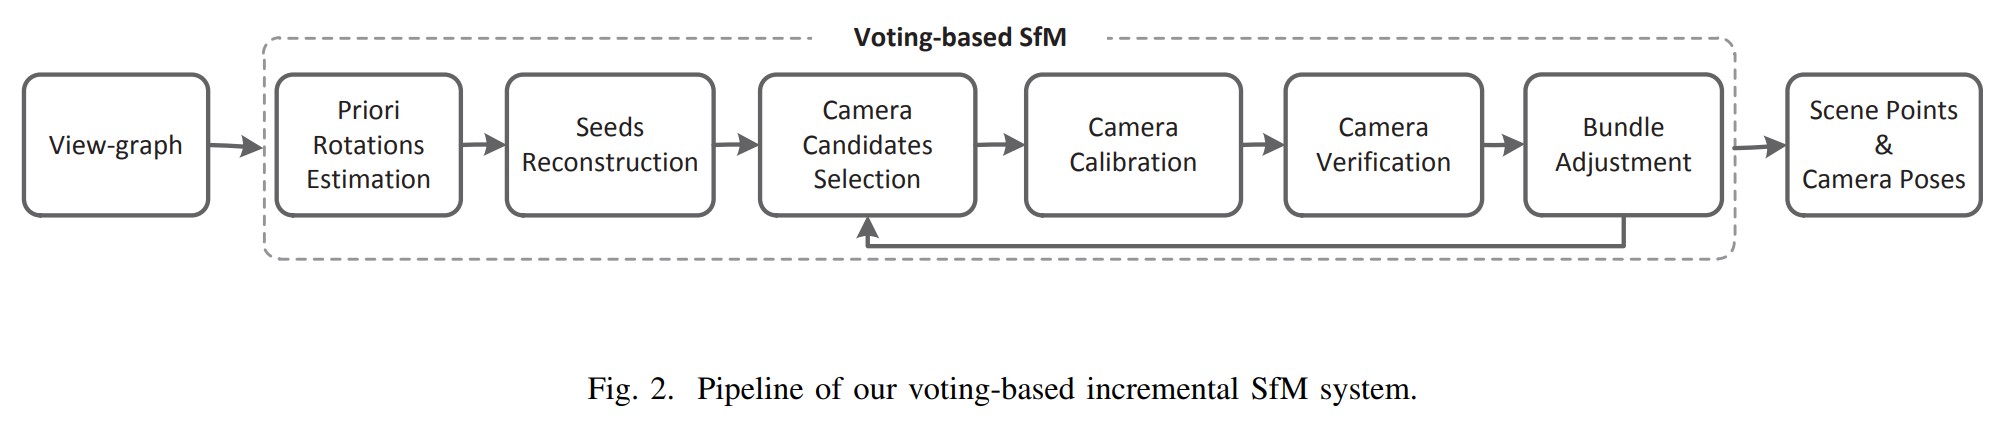 Voting-based SfM
View-graph
Priori
Rotations
Estimation
Seeds
Reconstruction
Camera
Candidates
Selection
Camera
Calibration
Camera
Verification
Bundle
Adjustment
Scene Points
&
Camera Poses
Fig. 2. Pipeline of our voting-based incremental SfM system.